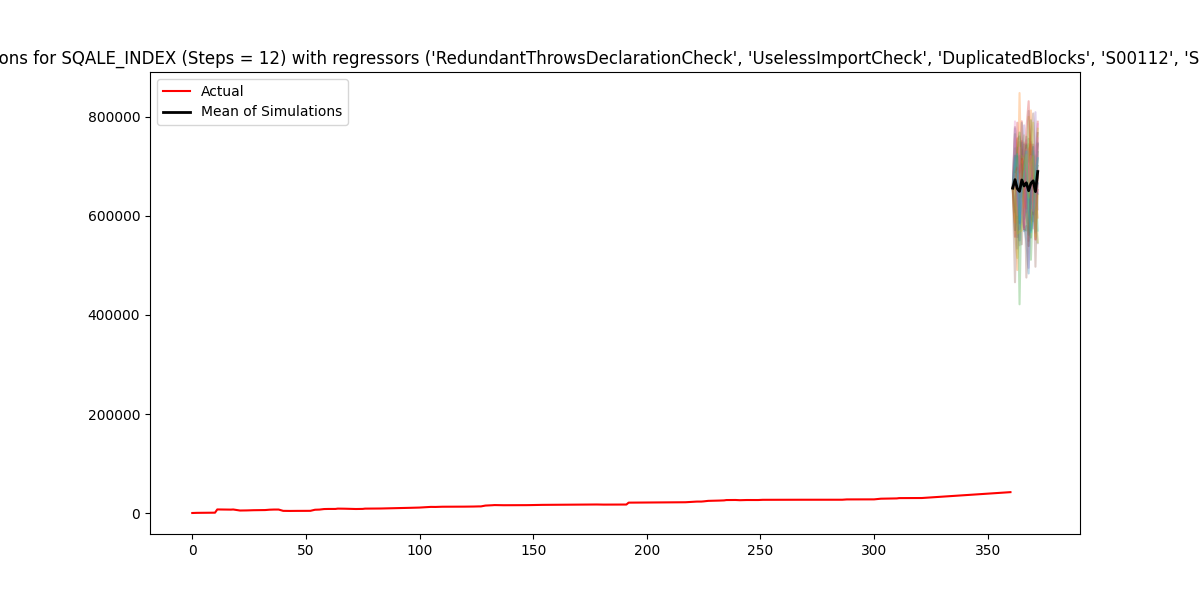 ons for SQALE_INDEX (Steps = 12) with regressors ('RedundantThrowsDeclarationCheck', 'UselessImportCheck', 'DuplicatedBlocks', 'S00112', 'S
Actual
Mean of Simulations
800000
600000
400000
200000
0
0 50 100 150 200 250 300 350